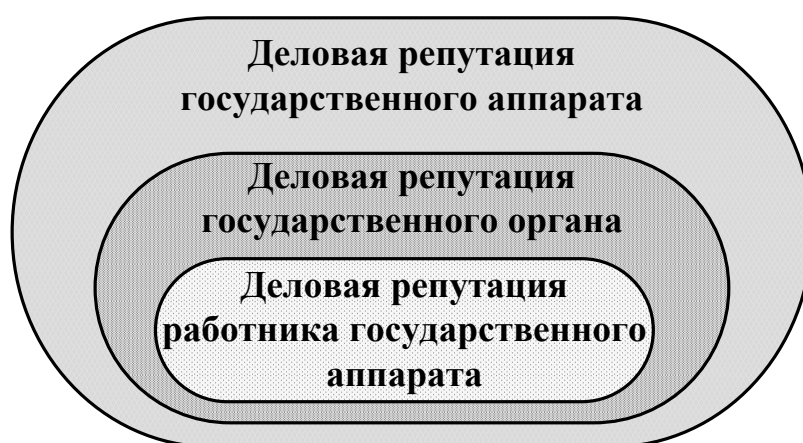 Деловая репутация
государственного аппарата
Деловая репутация
государственного органа
Деловая репутация
работника государственного
аппарата